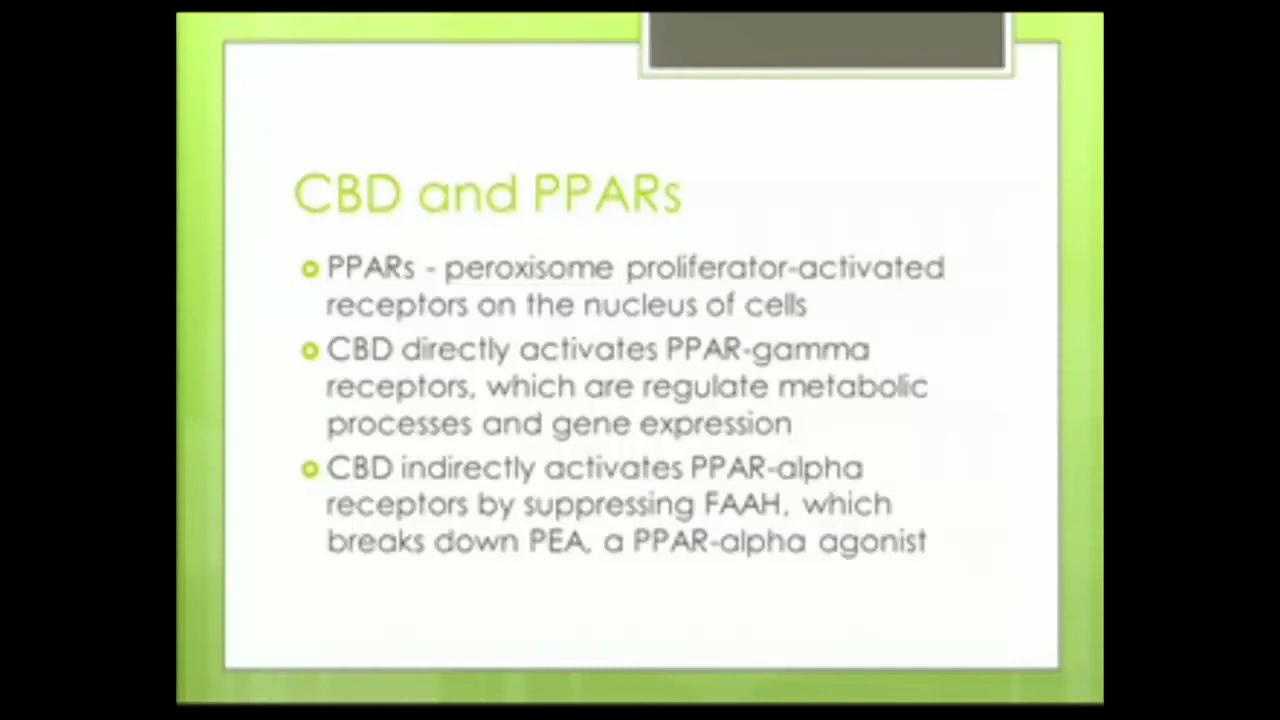 CBD and PPARs
PPARs - peroxisome proliferator-activated
receptors on the nucleus of cells
CBD directly activates PPAR-gamma
receptors, which are regulate metabolic
processes and gene expression
CBD indirectly activates PPAR-alpha
receptors by suppressing FAAH, which
breaks down PEA, a PPAR-alpha agonist